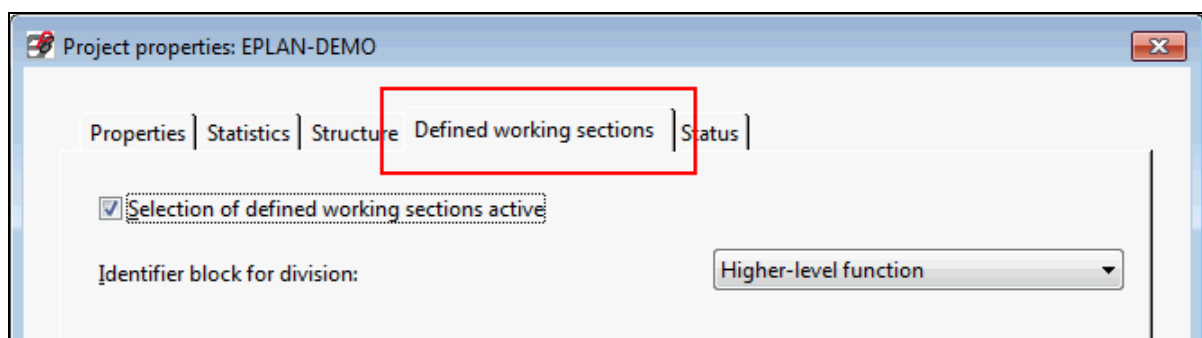 Project properties: EPLAN-DEMO
Properties Statistics Structure Defined working sections Status
Selection of defined working sections active
Identifier block for division: Higher-level function